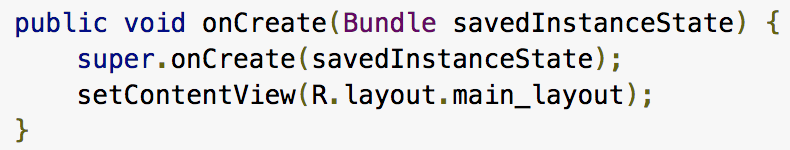 public void onCreate(Bundle savedInstanceState) {
    super.onCreate(savedInstanceState);
    setContentView(R.layout.main_layout);
}